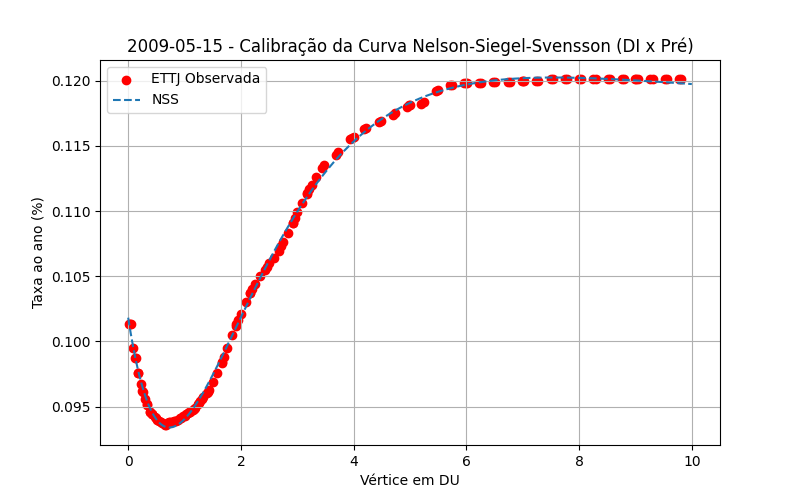 2009-05-15 - Calibração da Curva Nelson-Siegel-Svensson (DI x Pré)
ETTJ Observada
NSS
0.120
0.115
0.110
0.105
0.100
0.095
Taxa ao ano (%)
0 2 4 6 8 10
Vértice em DU